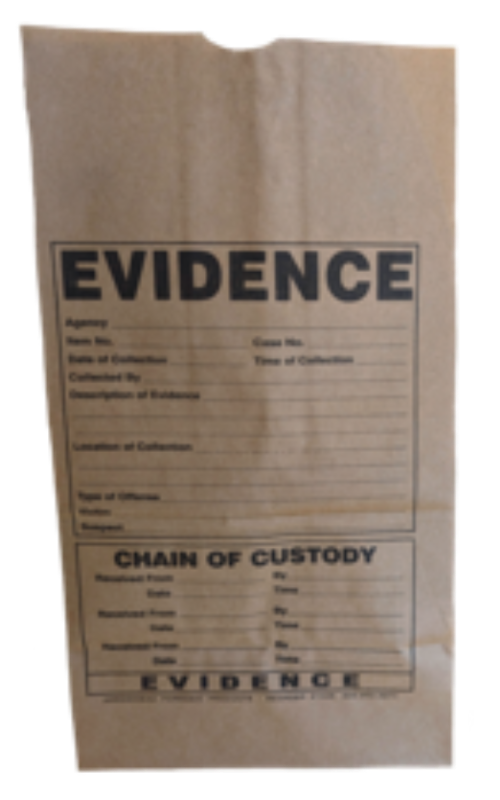 EVIDENCE
Agency
Item No. Case No.
Date of Collection Time of Collection
Collected By
Description of Evidence
Location of Collection
Type of Offense
Victim
Suspect
CHAIN OF CUSTODY
Received From By
Date Time
Received From By
Date Time
Received From By
Date Time
EVIDENCE